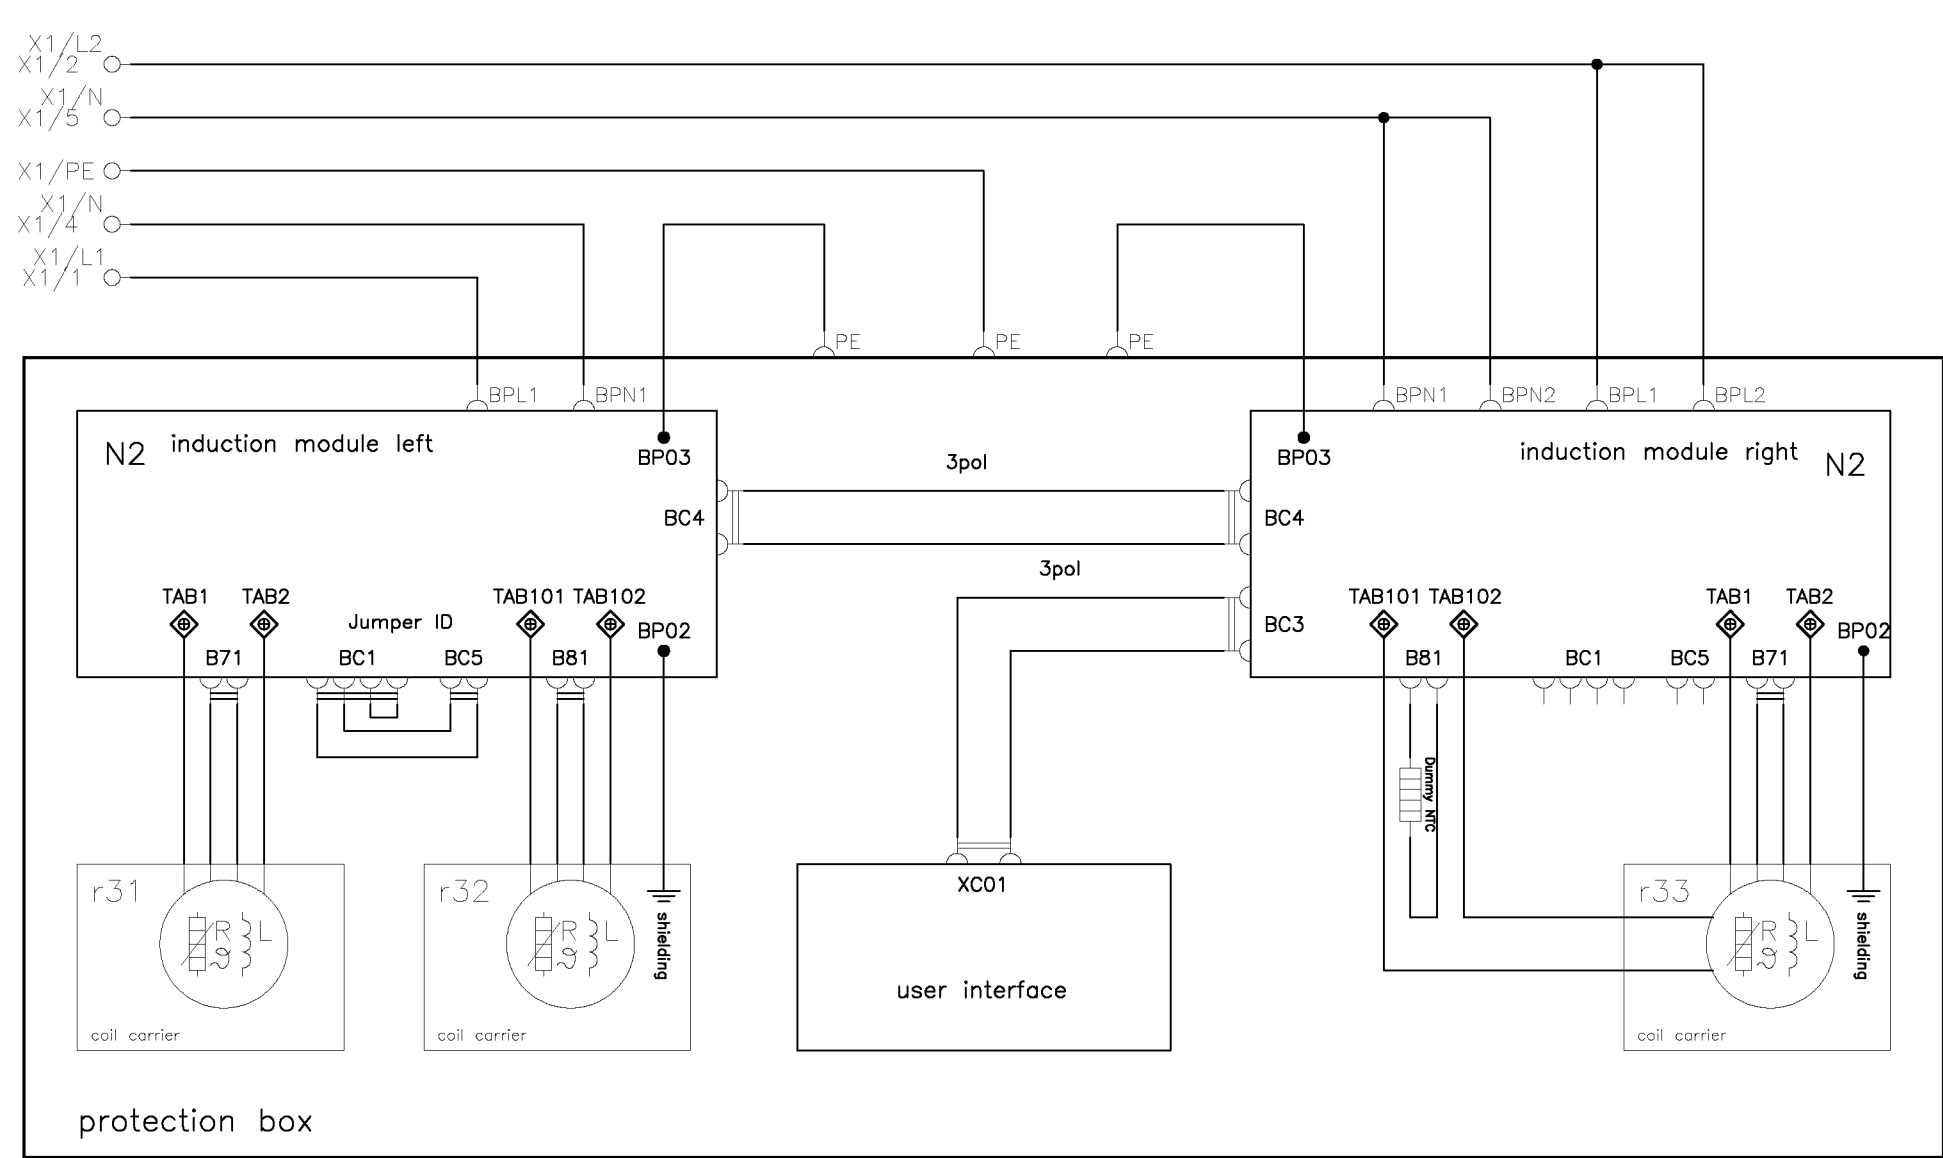 X1/L2
X1/2
X1/N
X1/5
X1/PE
X1/N
X1/4
X1/L1
X1/1
PE PE PE
BPL1 BPN1 BPN1 BPN2 BPL1 BPL2
N2 induction module left
BP03
BC4
TAB1 TAB2 Jumper ID TAB101 TAB102
BP02
B71 BC1 BC5 B81
3pol
3pol
induction module right N2
BP03
BC4
BC3
TAB101 TAB102 TAB1 TAB2
BP02
B81 BC1 BC5 B71
Dummy NTC
r31
R L
ϑ
coil carrier
r32
R L
ϑ
coil carrier
shielding
XC01
user interface
r33
R L
ϑ
coil carrier
shielding
protection box